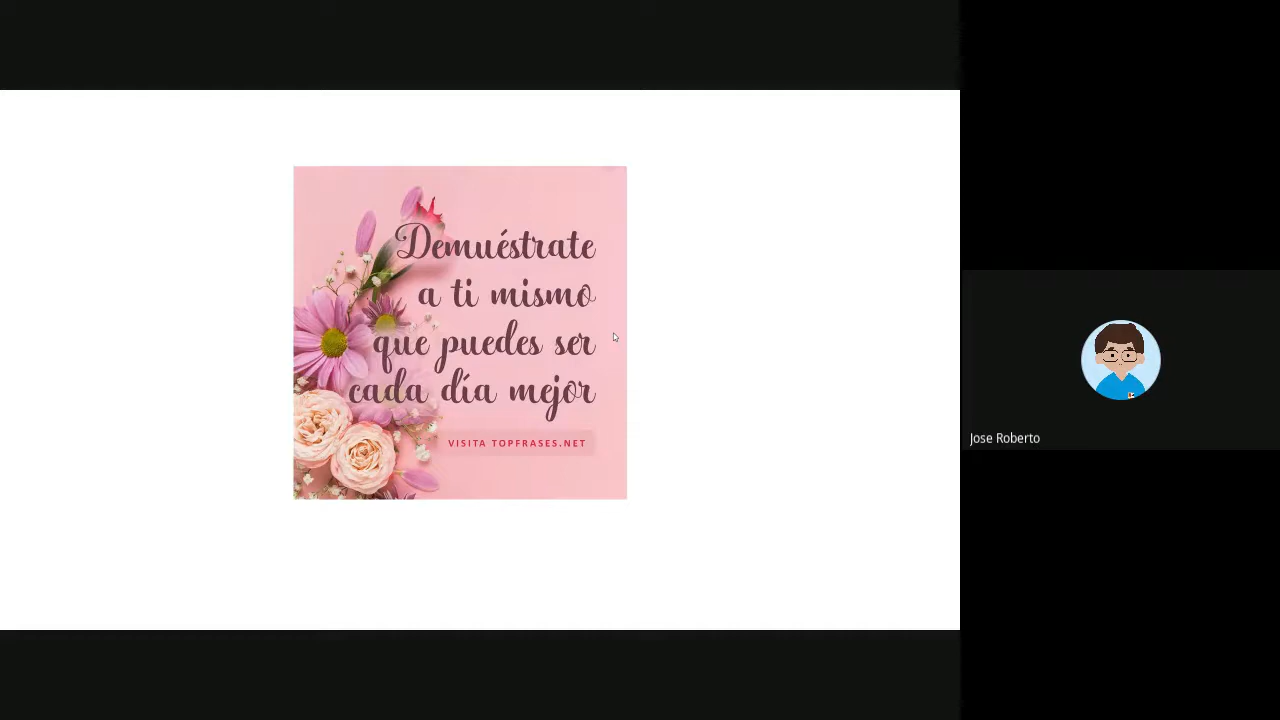 Demuéstrate
a ti mismo
que puedes ser
cada día mejor
VISITA TOPFRASES.NET
Jose Roberto